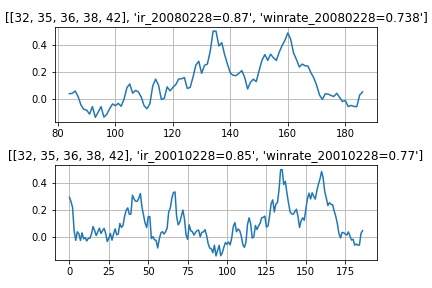 [[32, 35, 36, 38, 42], 'ir_20080228=0.87', 'winrate_20080228=0.738']
0.4
0.2
0.0
80 100 120 140 160 180
[[32, 35, 36, 38, 42], 'ir_20010228=0.85', 'winrate_20010228=0.77']
0.4
0.2
0.0
0 25 50 75 100 125 150 175